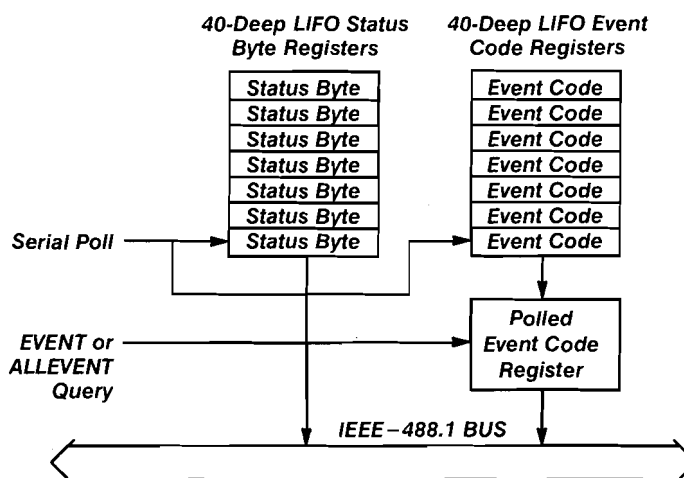 40-Deep LIFO Status
Byte Registers
40-Deep LIFO Event
Code Registers
Status Byte
Status Byte
Status Byte
Status Byte
Status Byte
Status Byte
Status Byte
Event Code
Event Code
Event Code
Event Code
Event Code
Event Code
Event Code
Serial Poll
Polled
Event Code
Register
EVENT or
ALLEVENT
Query
IEEE–488.1 BUS